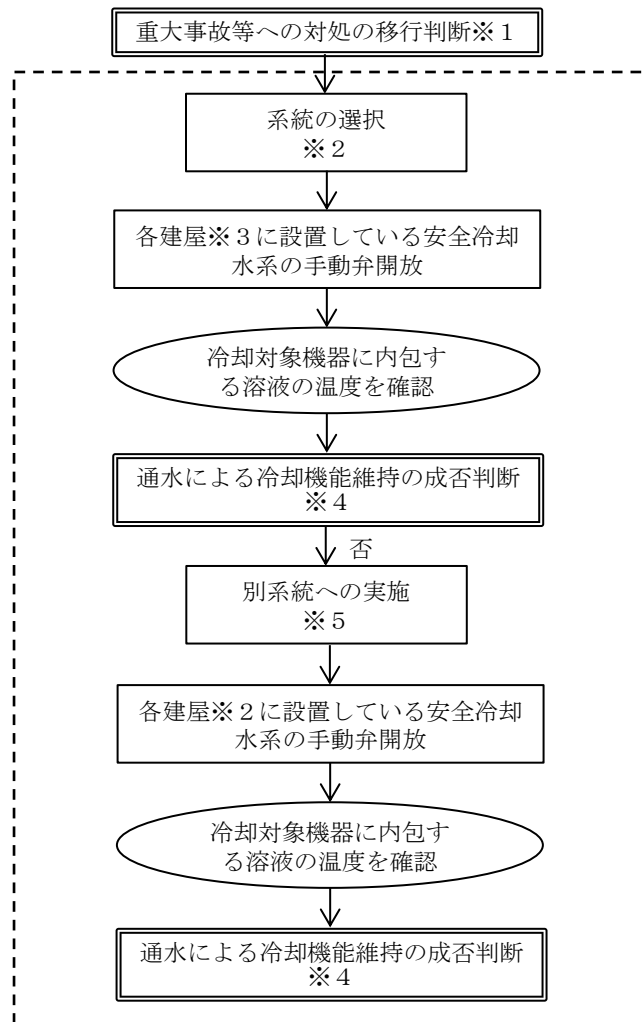 重大事故等への対処の移行判断※１
系統の選択
※２
各建屋※３に設置している安全冷却
水系の手動弁開放
冷却対象機器に内包す
る溶液の温度を確認
通水による冷却機能維持の成否判断
※４
否
別系統への実施
※５
各建屋※２に設置している安全冷却
水系の手動弁開放
冷却対象機器に内包す
る溶液の温度を確認
通水による冷却機能維持の成否判断
※４